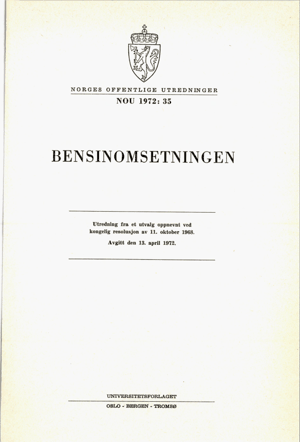 NORGES OFFENTLIGE UTREDNINGER
NOU 1972: 35
BENSINOMSETNINGEN
Utredning fra et utvalg oppnevnt ved
kongelig resolusjon av 11. oktober 1968.
Avgitt den 13. april 1972.
UNIVERSITETSFORLAGET
OSLO - BERGEN - TROMSØ